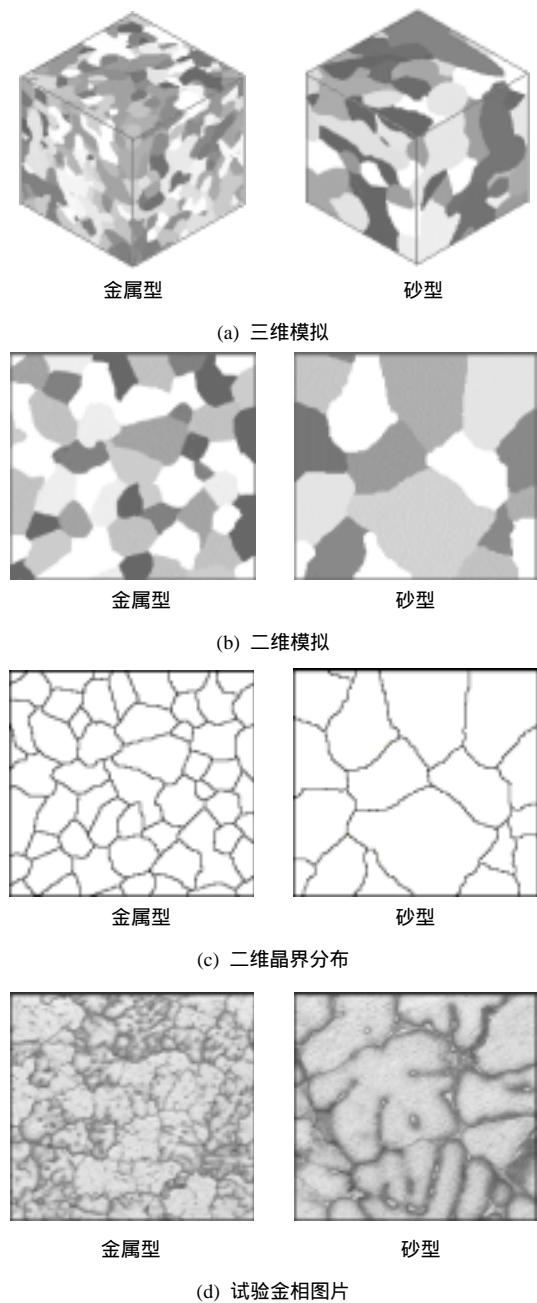 金属型 砂型
(a) 三维模拟
金属型 砂型
(b) 二维模拟
金属型 砂型
(c) 二维晶界分布
金属型 砂型
(d) 试验金相图片